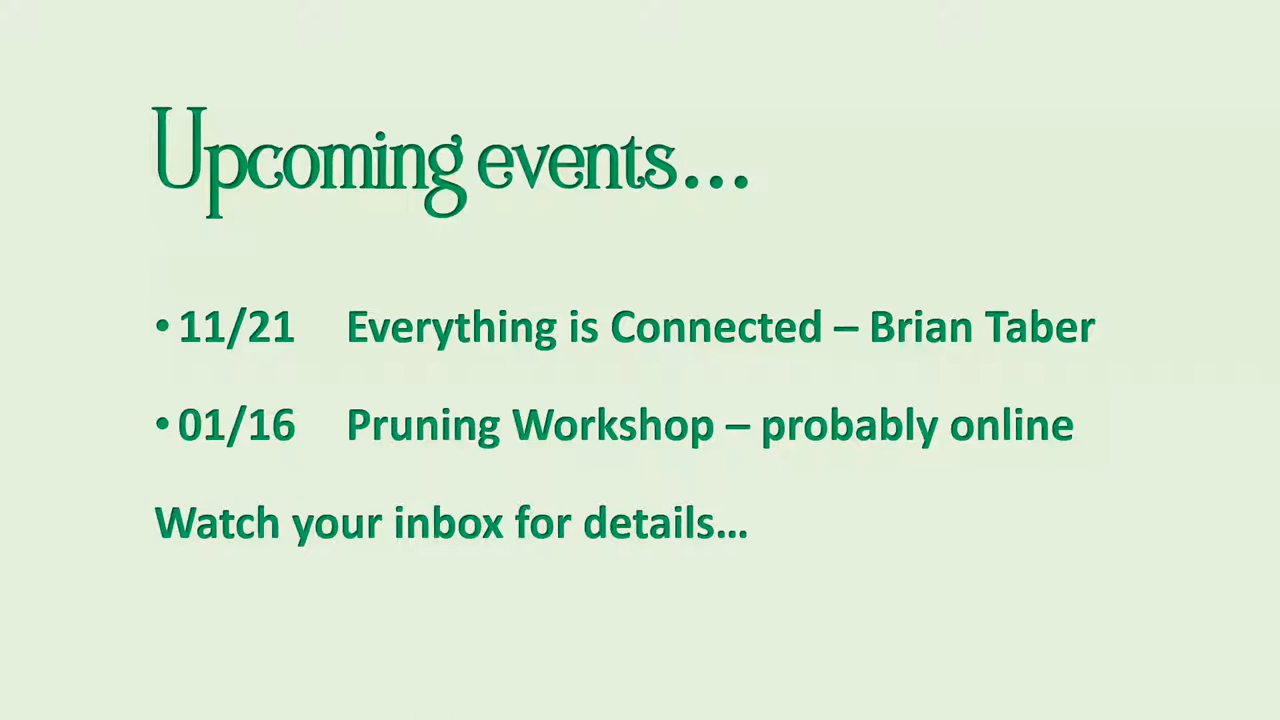 Upcoming events...
• 11/21 Everything is Connected – Brian Taber
• 01/16 Pruning Workshop – probably online
Watch your inbox for details...